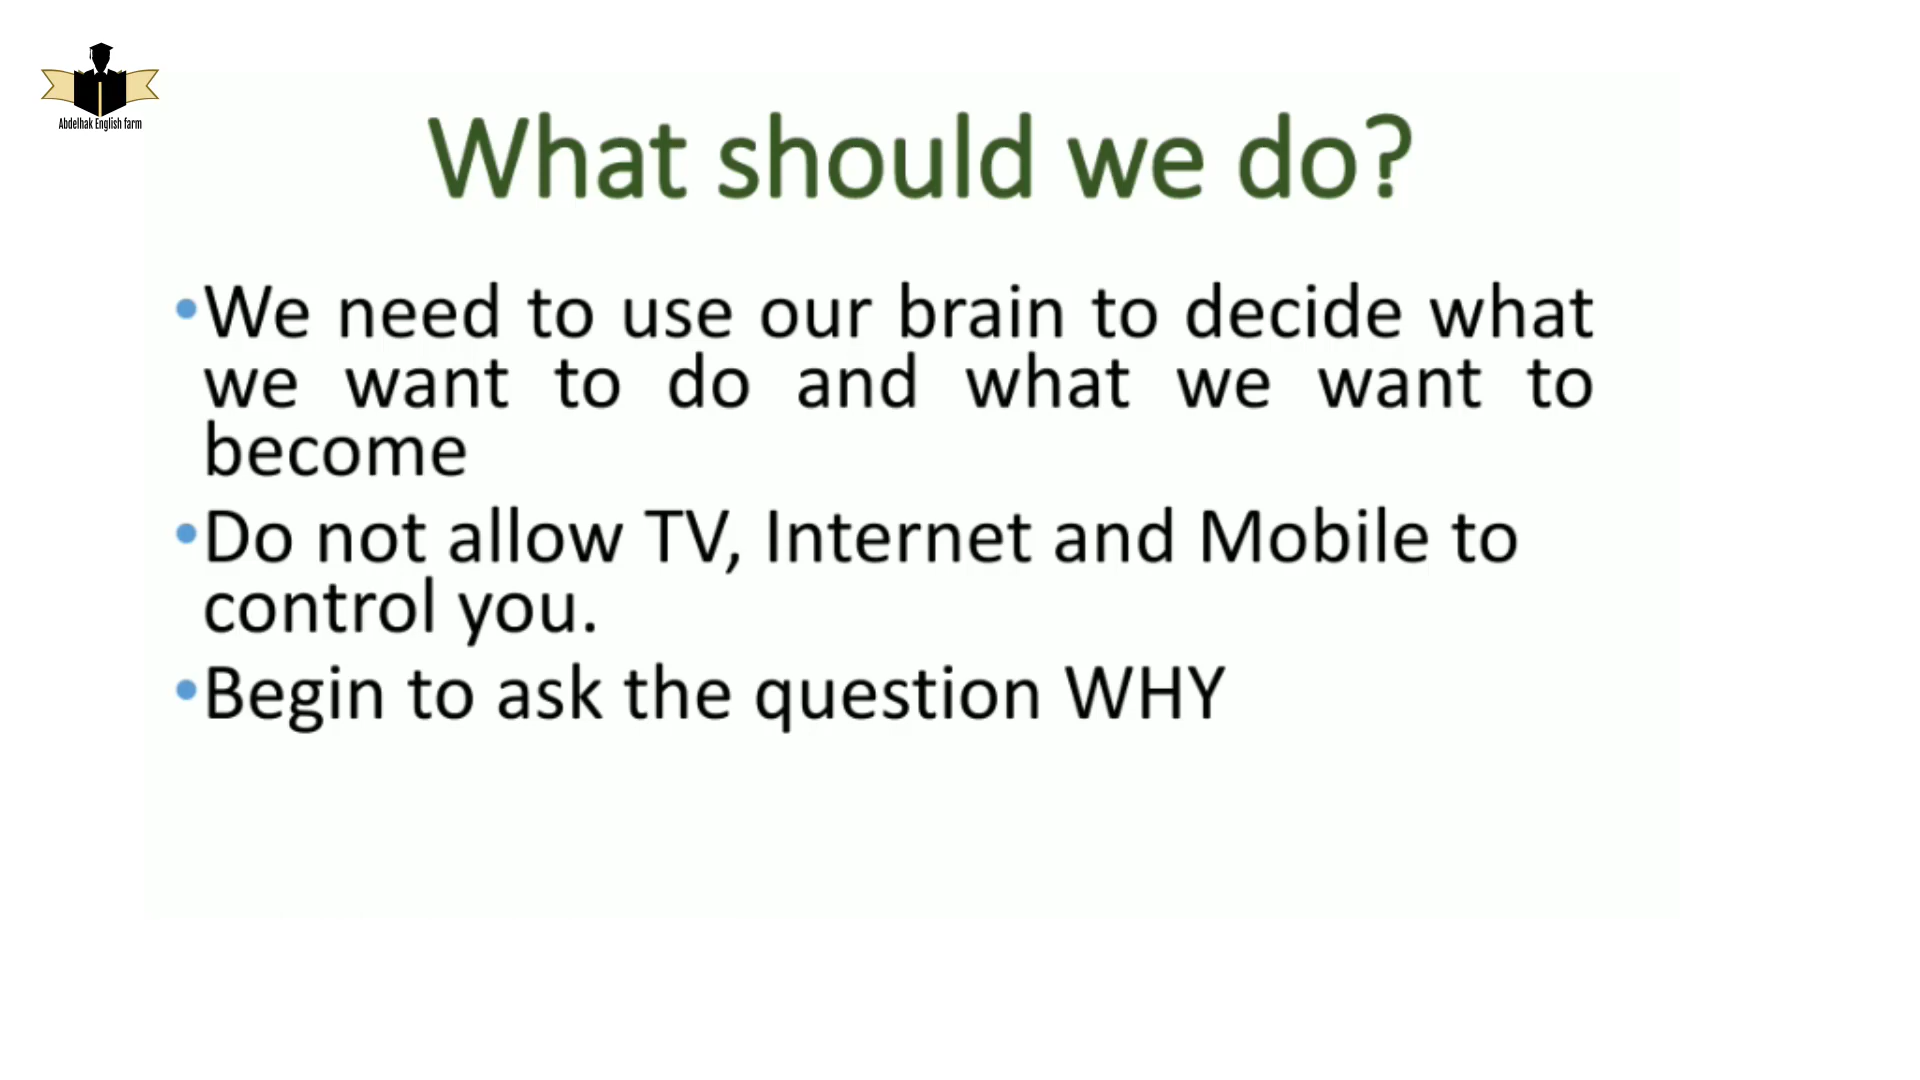 Abdelhak English farm
What should we do?
•We need to use our brain to decide what
we want to do and what we want to
become
•Do not allow TV, Internet and Mobile to
control you.
•Begin to ask the question WHY